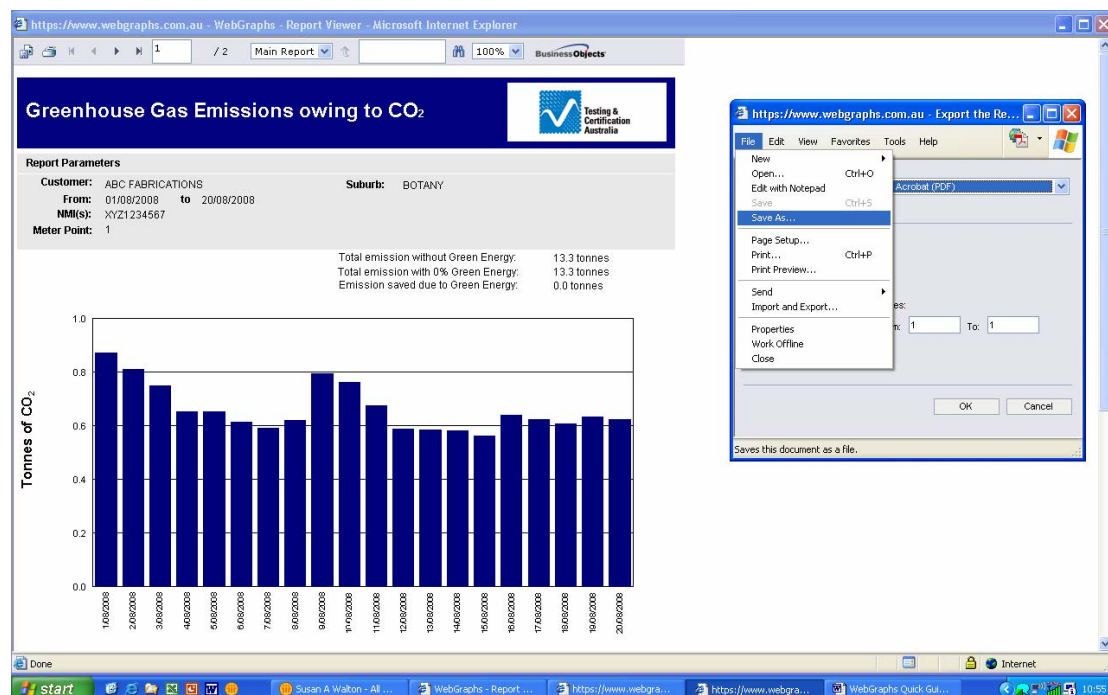 https://www.webgraphs.com.au - WebGraphs - Report Viewer - Microsoft Internet Explorer
1 / 2 Main Report 100% BusinessObjects
Greenhouse Gas Emissions owing to CO₂
Testing &
Certification
Australia
Report Parameters
Customer: ABC FABRICATIONS Suburb: BOTANY
From: 01/08/2008 to 20/08/2008
NMI(s): XYZ1234567
Meter Point: 1
Total emission without Green Energy: 13.3 tonnes
Total emission with 0% Green Energy: 13.3 tonnes
Emission saved due to Green Energy: 0.0 tonnes
Tonnes of CO₂
1.0
0.8
0.6
0.4
0.2
0.0
1/08/2008
2/08/2008
3/08/2008
4/08/2008
5/08/2008
6/08/2008
7/08/2008
8/08/2008
9/08/2008
10/08/2008
11/08/2008
12/08/2008
13/08/2008
14/08/2008
15/08/2008
16/08/2008
17/08/2008
18/08/2008
19/08/2008
20/08/2008
https://www.webgraphs.com.au - Export the Re...
File Edit View Favorites Tools Help
New
Open... Ctrl+O
Edit with Notepad
Save Ctrl+S
Save As...
Page Setup...
Print... Ctrl+P
Print Preview...
Send
Import and Export...
Properties
Work Offline
Close
Acrobat (PDF)
es:
1 To: 1
OK Cancel
Saves this document as a file.
Done Internet
start Susan A Walton - All ... WebGraphs - Report ... https://www.webgra... https://www.webgra... WebGraphs Quick Gui... 10:55